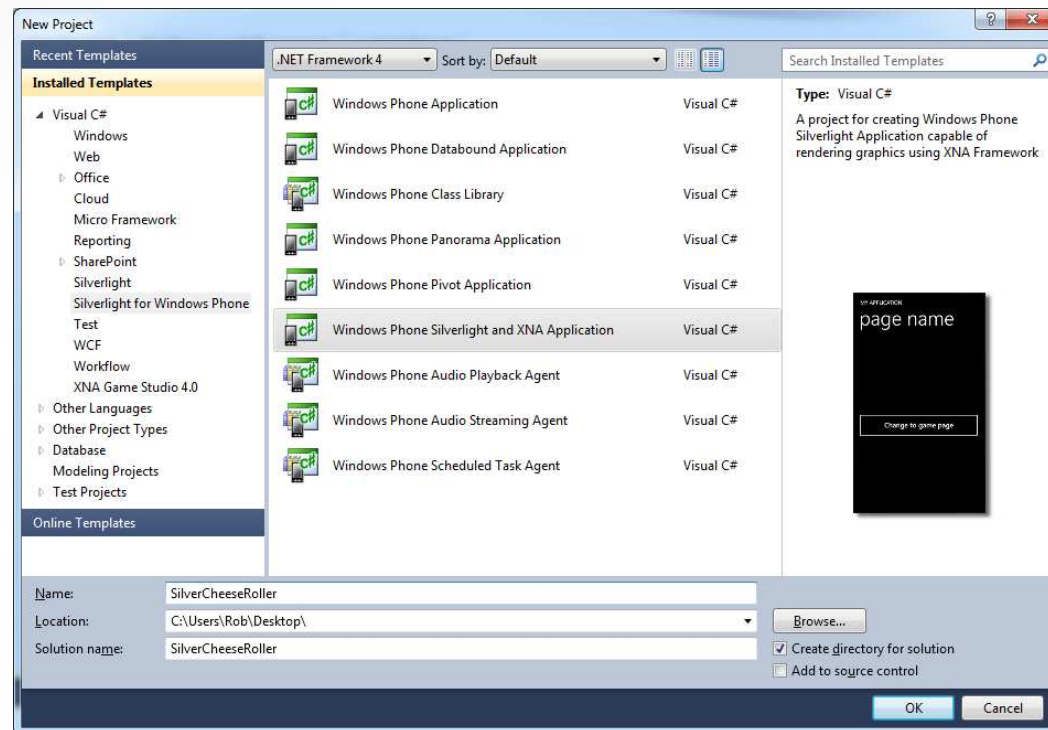 New Project
Recent Templates
Installed Templates
Visual C#
Windows
Web
Office
Cloud
Micro Framework
Reporting
SharePoint
Silverlight
Silverlight for Windows Phone
Test
WCF
Workflow
XNA Game Studio 4.0
Other Languages
Other Project Types
Database
Modeling Projects
Test Projects
Online Templates
.NET Framework 4 Sort by: Default
Windows Phone Application Visual C#
Windows Phone Databound Application Visual C#
Windows Phone Class Library Visual C#
Windows Phone Panorama Application Visual C#
Windows Phone Pivot Application Visual C#
Windows Phone Silverlight and XNA Application Visual C#
Windows Phone Audio Playback Agent Visual C#
Windows Phone Audio Streaming Agent Visual C#
Windows Phone Scheduled Task Agent Visual C#
Search Installed Templates
Type: Visual C#
A project for creating Windows Phone
Silverlight Application capable of
rendering graphics using XNA Framework
MY APPLICATION
page name
Change to game page
Name: SilverCheeseRoller
Location: C:\Users\Rob\Desktop\ Browse...
Solution name: SilverCheeseRoller
Create directory for solution
Add to source control
OK Cancel